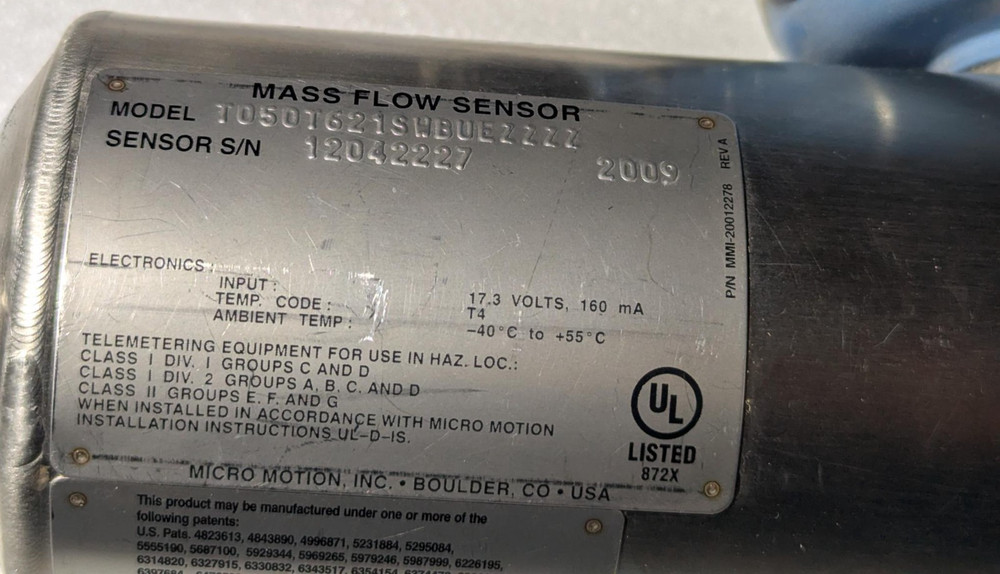 MASS FLOW SENSOR
MODEL T050T621SWBUEZZZZ
SENSOR S/N 12042227 2009
P/N MMI-20012278 REV A
ELECTRONICS :
INPUT : 17.3 VOLTS, 160 mA
TEMP. CODE : T4
AMBIENT TEMP : -40°C to +55°C
TELEMETERING EQUIPMENT FOR USE IN HAZ. LOC.:
CLASS I DIV. I GROUPS C AND D
CLASS I DIV. 2 GROUPS A, B, C, AND D
CLASS II GROUPS E, F, AND G
WHEN INSTALLED IN ACCORDANCE WITH MICRO MOTION
INSTALLATION INSTRUCTIONS UL-D-IS.
UL
LISTED
872X
MICRO MOTION, INC. • BOULDER, CO • USA
This product may be manufactured under one or more of the
following patents:
U.S. Pats. 4823613, 4843890, 4996871, 5231884, 5295084,
5555190, 5687100, 5929344, 5969265, 5979246, 5987999, 6226195,
6314820, 6327915, 6330832, 6343517, 6354154,